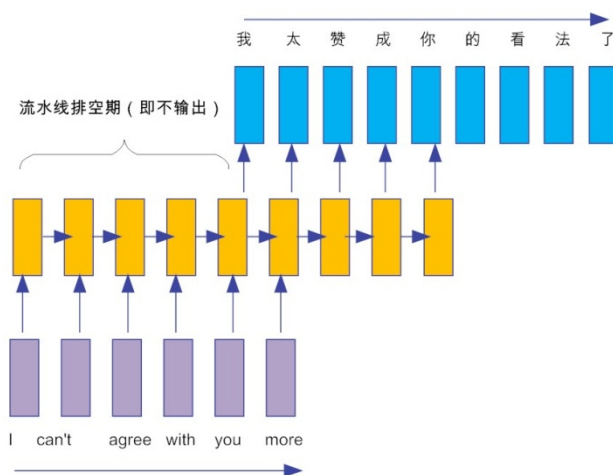 我 太 赞 成 你 的 看 法 了
流水线排空期（即不输出）
I can't agree with you more